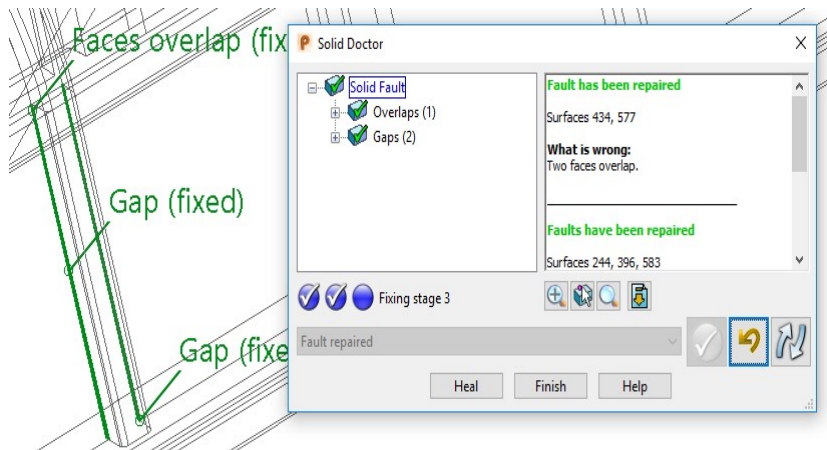 Faces overlap (fix
Gap (fixed)
Gap (fixe
Solid Doctor
Solid Fault
Overlaps (1)
Gaps (2)
Fault has been repaired
Surfaces 434, 577
What is wrong:
Two faces overlap.
Faults have been repaired
Surfaces 244, 396, 583
Fixing stage 3
Fault repaired
Heal
Finish
Help